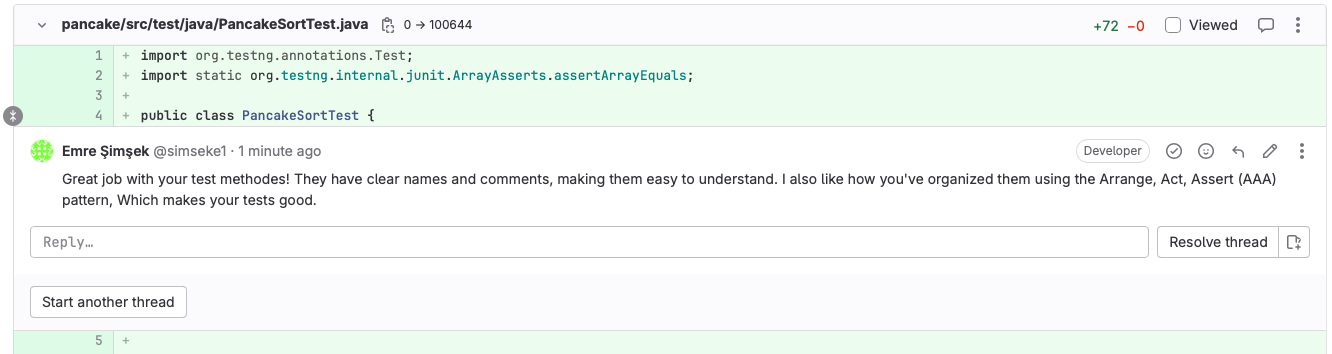 pancake/src/test/java/PancakeSortTest.java 0 → 100644 +72 −0 Viewed
1 + import org.testng.annotations.Test;
2 + import static org.testng.internal.junit.ArrayAsserts.assertArrayEquals;
3 +
4 + public class PancakeSortTest {
Emre Şimşek @simseke1 · 1 minute ago Developer
Great job with your test methodes! They have clear names and comments, making them easy to understand. I also like how you've organized them using the Arrange, Act, Assert (AAA)
pattern, Which makes your tests good.
Reply… Resolve thread
Start another thread
5 +